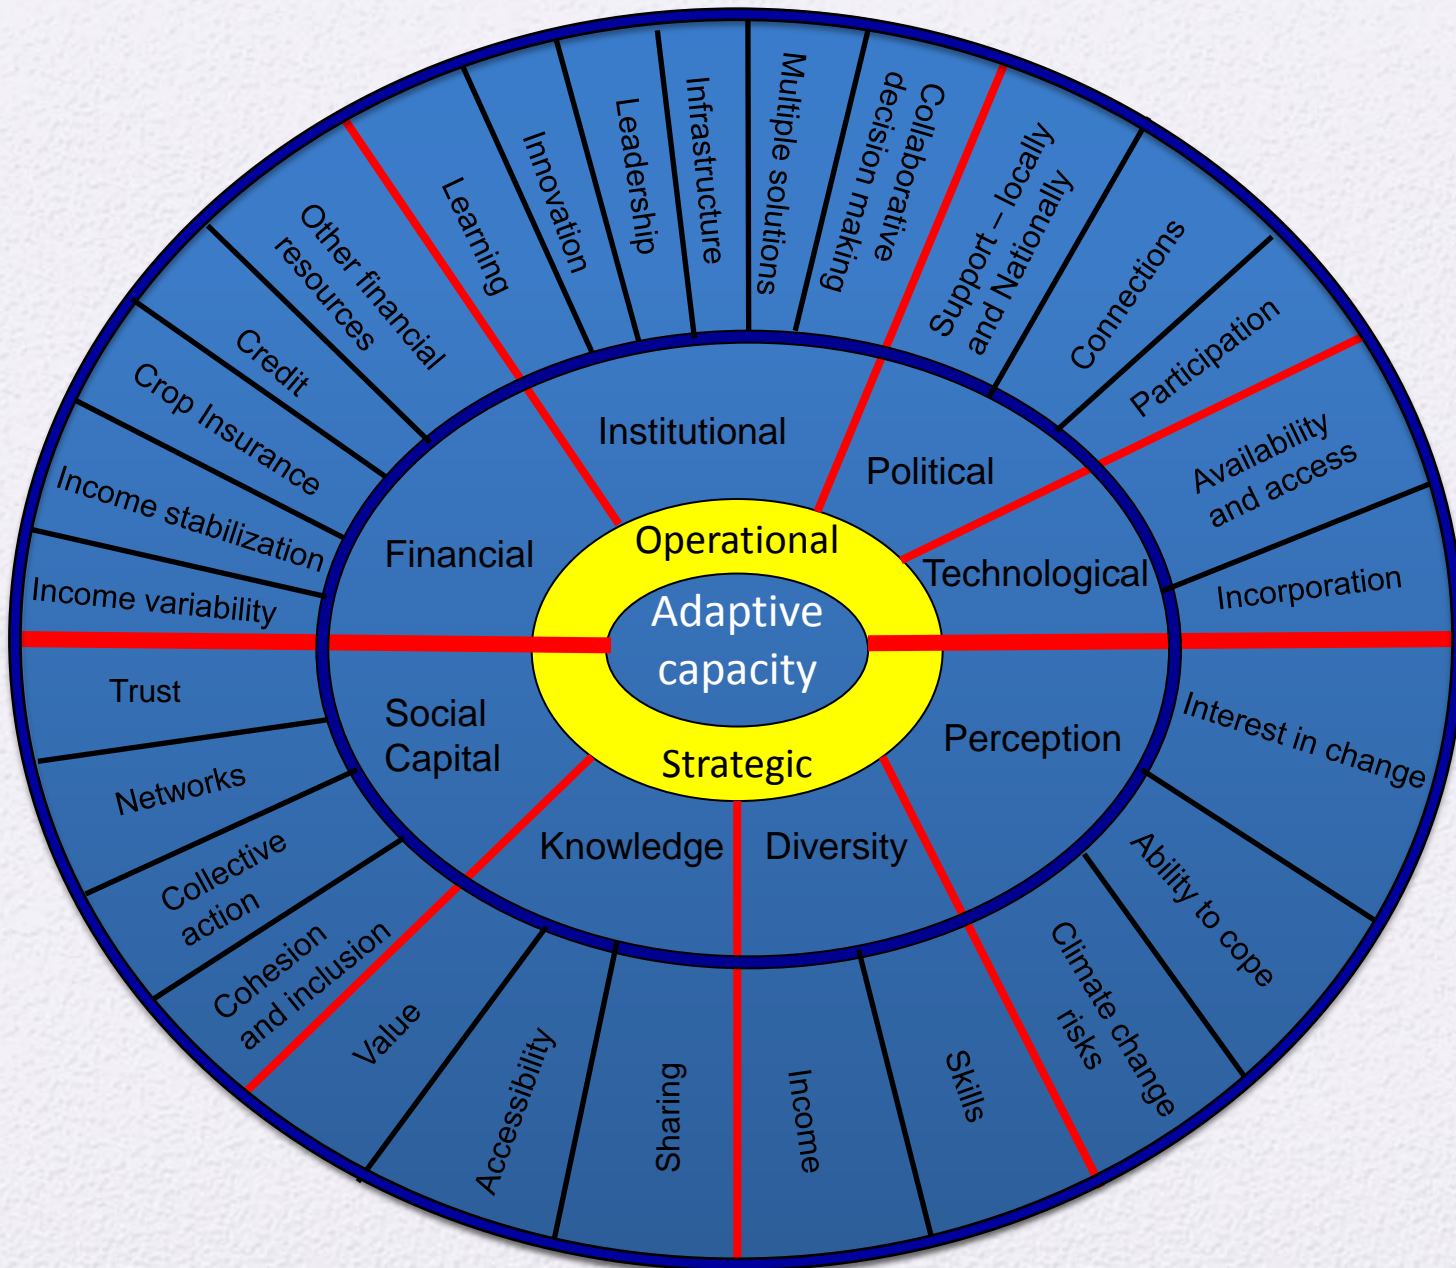 Adaptive
capacity
Operational
Strategic
Institutional
Political
Technological
Perception
Diversity
Knowledge
Social
Capital
Financial
Learning
Innovation
Leadership
Infrastructure
Multiple solutions
Collaborative
decision making
Support – locally
and Nationally
Connections
Participation
Availability
and access
Incorporation
Interest in change
Ability to cope
Climate change
risks
Skills
Income
Sharing
Accessibility
Value
Cohesion
and inclusion
Collective
action
Networks
Trust
Income variability
Income stabilization
Crop Insurance
Credit
Other financial
resources